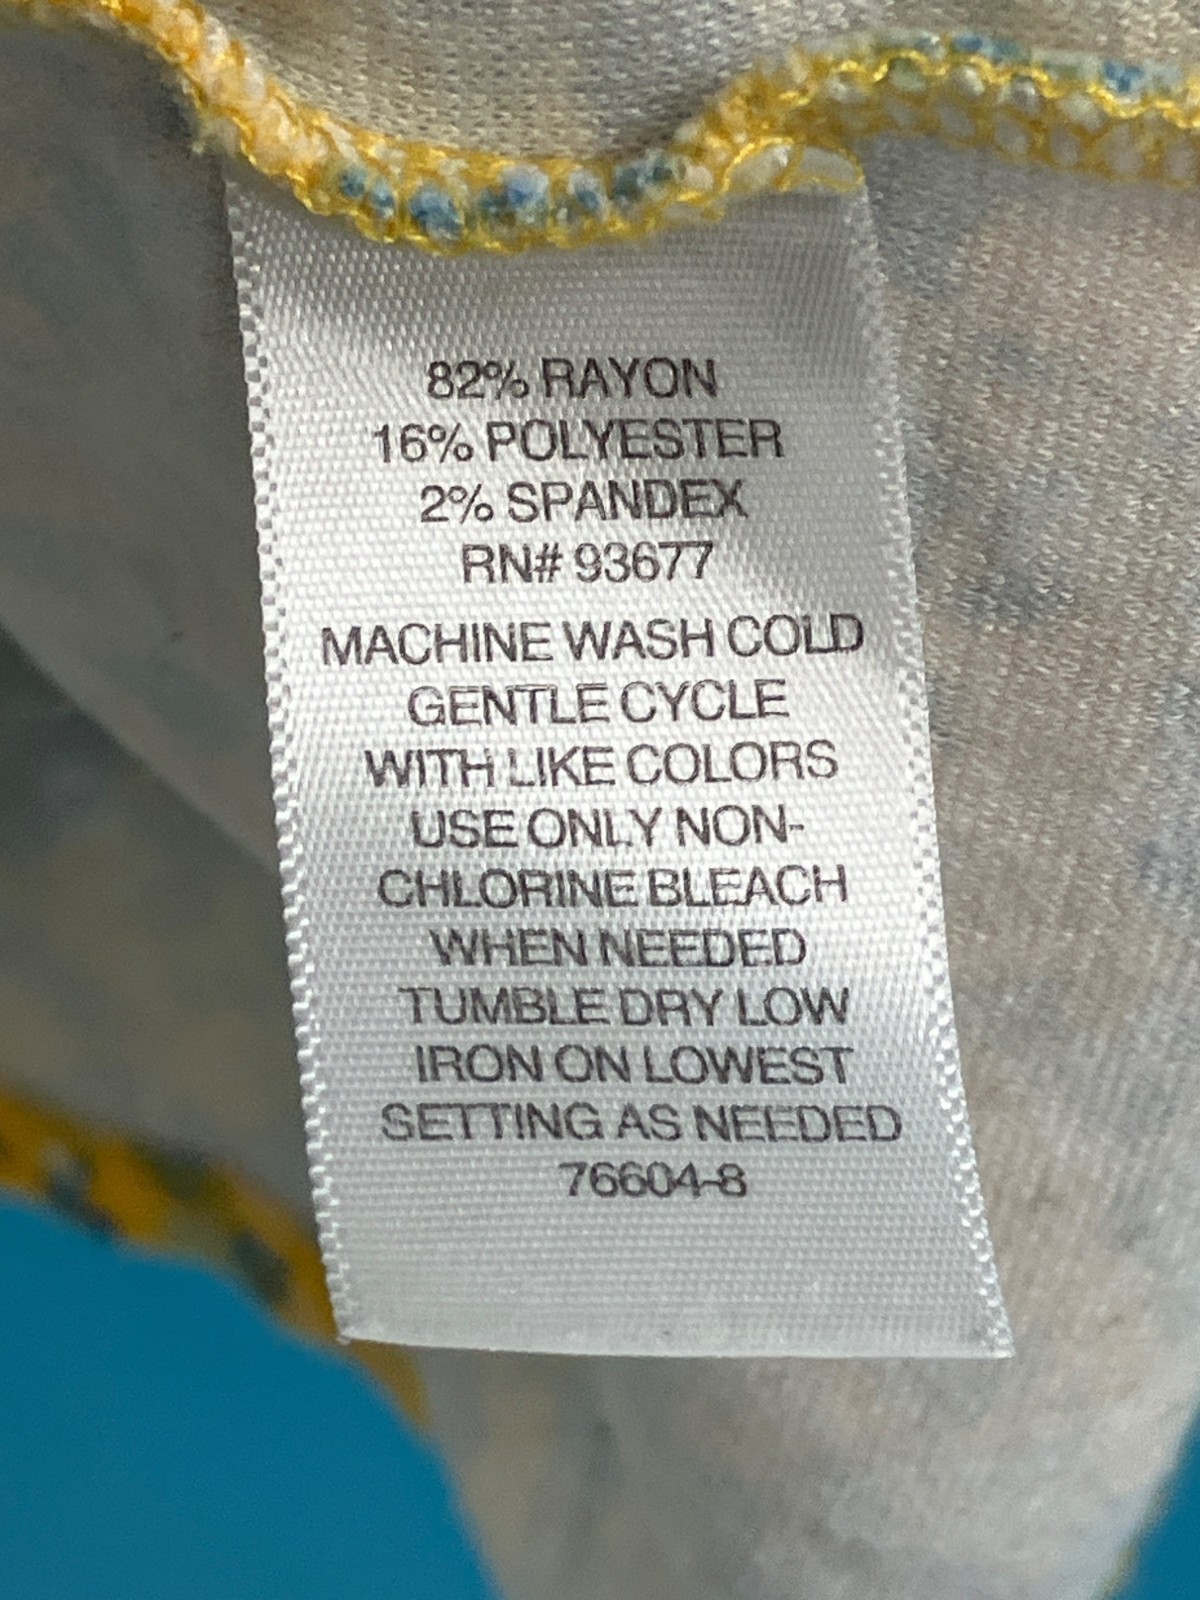 82% RAYON
16% POLYESTER
2% SPANDEX
RN# 93677
MACHINE WASH COLD
GENTLE CYCLE
WITH LIKE COLORS
USE ONLY NON-
CHLORINE BLEACH
WHEN NEEDED
TUMBLE DRY LOW
IRON ON LOWEST
SETTING AS NEEDED
76604-8